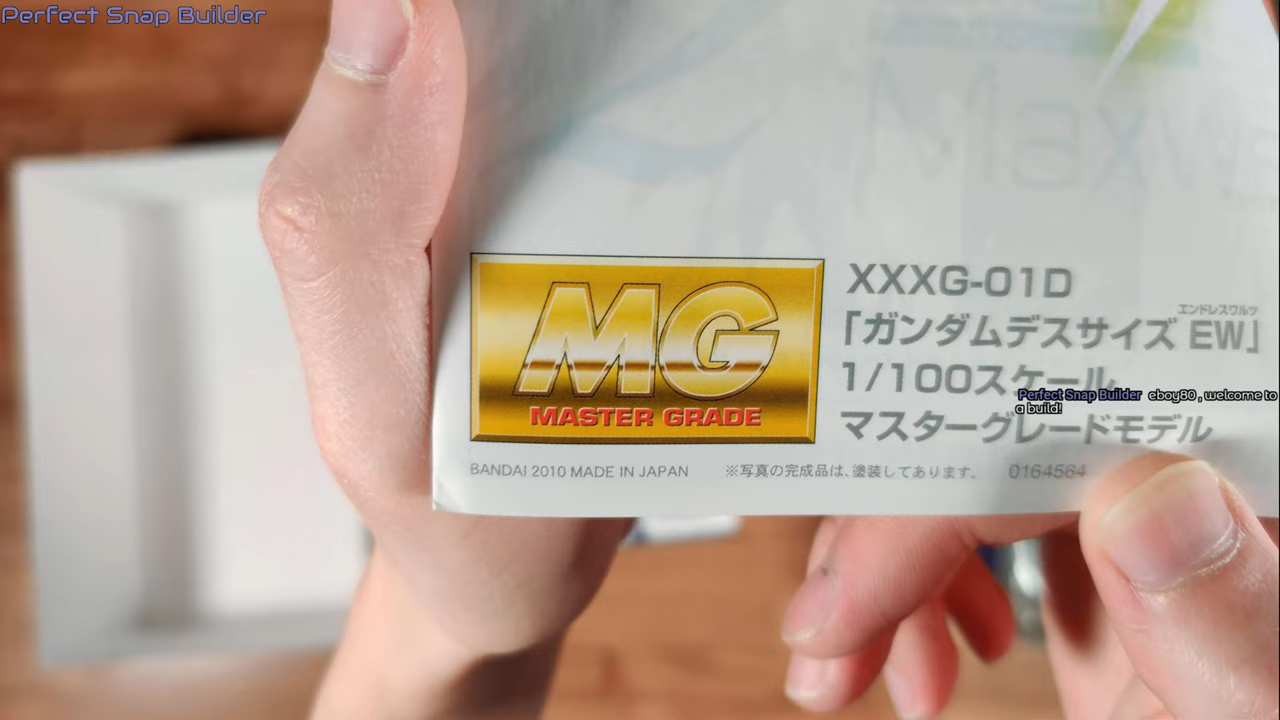 Perfect Snap Builder
MG
MASTER GRADE
XXXG-01D
エンドレスワルツ
「ガンダムデスサイズ EW」
1/100スケール
マスターグレードモデル
Perfect Snap Builder eboy80 , welcome to
a build!
BANDAI 2010 MADE IN JAPAN ※写真の完成品は、塗装してあります。 0164564